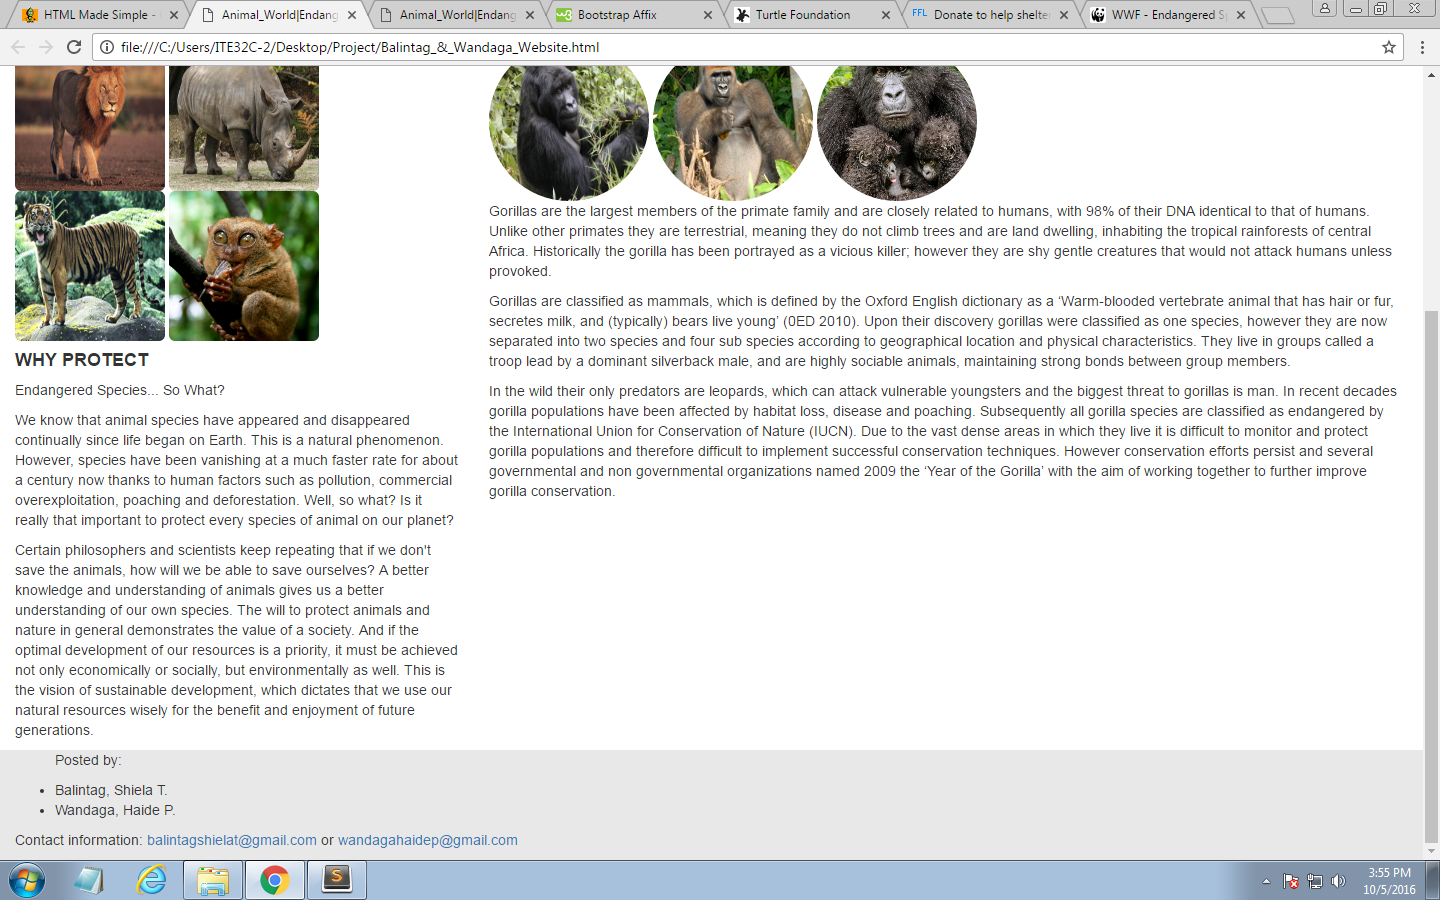 HTML Made Simple -
Animal_World|Endang
Animal_World|Endang
Bootstrap Affix
Turtle Foundation
FFL Donate to help shelte
WWF - Endangered S
file:///C:/Users/ITE32C-2/Desktop/Project/Balintag_&_Wandaga_Website.html
WHY PROTECT
Endangered Species... So What?
We know that animal species have appeared and disappeared
continually since life began on Earth. This is a natural phenomenon.
However, species have been vanishing at a much faster rate for about
a century now thanks to human factors such as pollution, commercial
overexploitation, poaching and deforestation. Well, so what? Is it
really that important to protect every species of animal on our planet?
Certain philosophers and scientists keep repeating that if we don't
save the animals, how will we be able to save ourselves? A better
knowledge and understanding of animals gives us a better
understanding of our own species. The will to protect animals and
nature in general demonstrates the value of a society. And if the
optimal development of our resources is a priority, it must be achieved
not only economically or socially, but environmentally as well. This is
the vision of sustainable development, which dictates that we use our
natural resources wisely for the benefit and enjoyment of future
generations.
Gorillas are the largest members of the primate family and are closely related to humans, with 98% of their DNA identical to that of humans.
Unlike other primates they are terrestrial, meaning they do not climb trees and are land dwelling, inhabiting the tropical rainforests of central
Africa. Historically the gorilla has been portrayed as a vicious killer; however they are shy gentle creatures that would not attack humans unless
provoked.
Gorillas are classified as mammals, which is defined by the Oxford English dictionary as a ‘Warm-blooded vertebrate animal that has hair or fur,
secretes milk, and (typically) bears live young’ (0ED 2010). Upon their discovery gorillas were classified as one species, however they are now
separated into two species and four sub species according to geographical location and physical characteristics. They live in groups called a
troop lead by a dominant silverback male, and are highly sociable animals, maintaining strong bonds between group members.
In the wild their only predators are leopards, which can attack vulnerable youngsters and the biggest threat to gorillas is man. In recent decades
gorilla populations have been affected by habitat loss, disease and poaching. Subsequently all gorilla species are classified as endangered by
the International Union for Conservation of Nature (IUCN). Due to the vast dense areas in which they live it is difficult to monitor and protect
gorilla populations and therefore difficult to implement successful conservation techniques. However conservation efforts persist and several
governmental and non governmental organizations named 2009 the ‘Year of the Gorilla’ with the aim of working together to further improve
gorilla conservation.
Posted by:
• Balintag, Shiela T.
• Wandaga, Haide P.
Contact information: balintagshielat@gmail.com or wandagahaidep@gmail.com
3:55 PM
10/5/2016